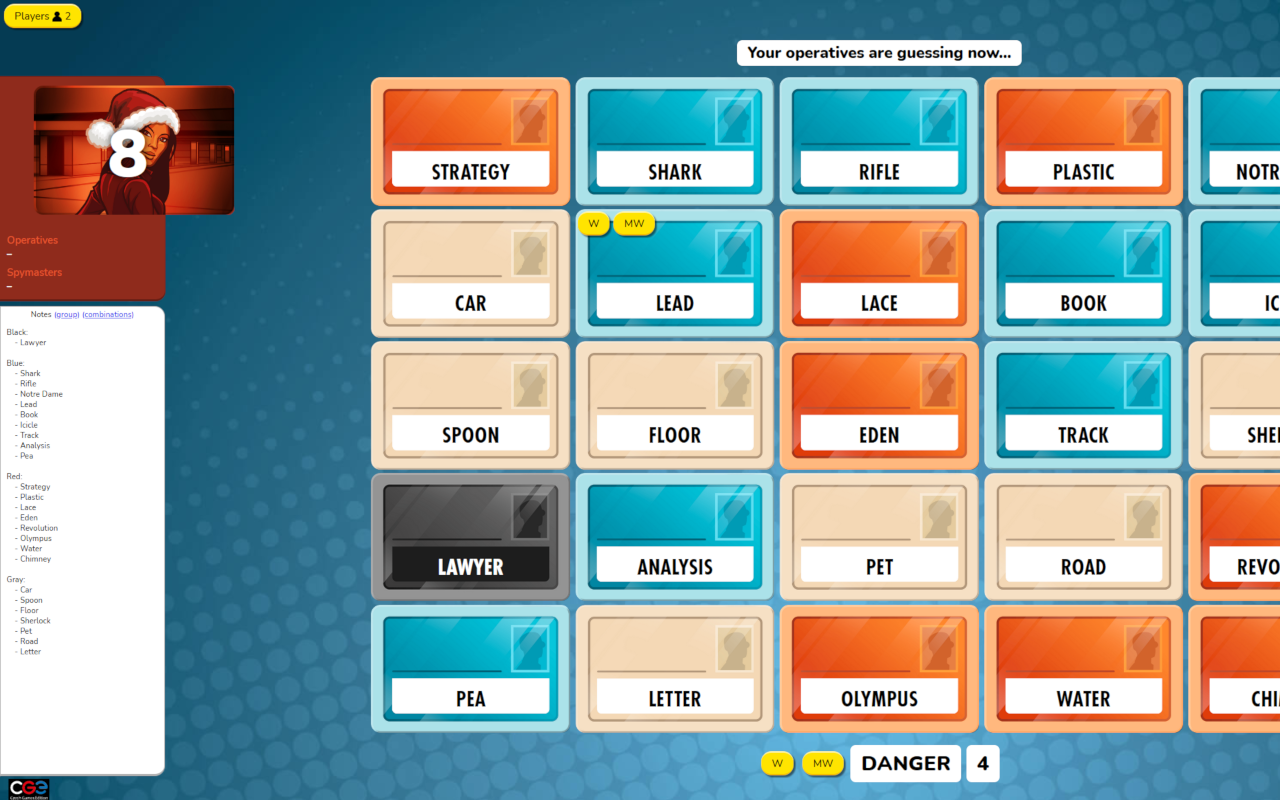 Players 2
Your operatives are guessing now...
8
Operatives
–
Spymasters
–
Notes (group) (combinations)
Black:
- Lawyer
Blue:
- Shark
- Rifle
- Notre Dame
- Lead
- Book
- Icicle
- Track
- Analysis
- Pea
Red:
- Strategy
- Plastic
- Lace
- Eden
- Revolution
- Olympus
- Water
- Chimney
Gray:
- Car
- Spoon
- Floor
- Sherlock
- Pet
- Road
- Letter
CGE
Czech Games Edition
STRATEGY SHARK RIFLE PLASTIC NOTR
W MW
CAR LEAD LACE BOOK IC
SPOON FLOOR EDEN TRACK SHE
LAWYER ANALYSIS PET ROAD REVO
PEA LETTER OLYMPUS WATER CHI
W MW DANGER 4